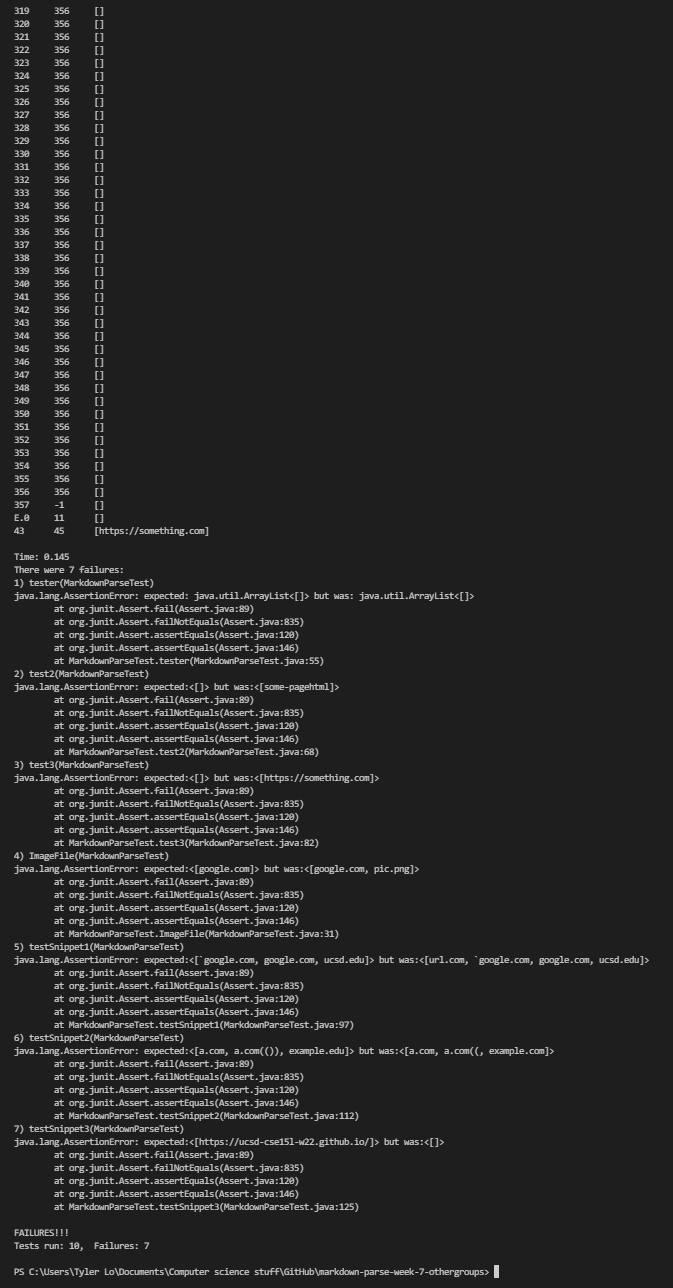 319 356 []
320 356 []
321 356 []
322 356 []
323 356 []
324 356 []
325 356 []
326 356 []
327 356 []
328 356 []
329 356 []
330 356 []
331 356 []
332 356 []
333 356 []
334 356 []
335 356 []
336 356 []
337 356 []
338 356 []
339 356 []
340 356 []
341 356 []
342 356 []
343 356 []
344 356 []
345 356 []
346 356 []
347 356 []
348 356 []
349 356 []
350 356 []
351 356 []
352 356 []
353 356 []
354 356 []
355 356 []
356 356 []
357 -1 []
E.0 11 []
43 45 [https://something.com]
Time: 0.145
There were 7 failures:
1) tester(MarkdownParseTest)
java.lang.AssertionError: expected: java.util.ArrayList<[]> but was: java.util.ArrayList<[]>
at org.junit.Assert.fail(Assert.java:89)
at org.junit.Assert.failNotEquals(Assert.java:835)
at org.junit.Assert.assertEquals(Assert.java:120)
at org.junit.Assert.assertEquals(Assert.java:146)
at MarkdownParseTest.tester(MarkdownParseTest.java:55)
2) test2(MarkdownParseTest)
java.lang.AssertionError: expected:<[]> but was:<[some-pagehtml]>
at org.junit.Assert.fail(Assert.java:89)
at org.junit.Assert.failNotEquals(Assert.java:835)
at org.junit.Assert.assertEquals(Assert.java:120)
at org.junit.Assert.assertEquals(Assert.java:146)
at MarkdownParseTest.test2(MarkdownParseTest.java:68)
3) test3(MarkdownParseTest)
java.lang.AssertionError: expected:<[]> but was:<[https://something.com]>
at org.junit.Assert.fail(Assert.java:89)
at org.junit.Assert.failNotEquals(Assert.java:835)
at org.junit.Assert.assertEquals(Assert.java:120)
at org.junit.Assert.assertEquals(Assert.java:146)
at MarkdownParseTest.test3(MarkdownParseTest.java:82)
4) ImageFile(MarkdownParseTest)
java.lang.AssertionError: expected:<[google.com]> but was:<[google.com, pic.png]>
at org.junit.Assert.fail(Assert.java:89)
at org.junit.Assert.failNotEquals(Assert.java:835)
at org.junit.Assert.assertEquals(Assert.java:120)
at org.junit.Assert.assertEquals(Assert.java:146)
at MarkdownParseTest.ImageFile(MarkdownParseTest.java:31)
5) testSnippet1(MarkdownParseTest)
java.lang.AssertionError: expected:<[`google.com, google.com, ucsd.edu]> but was:<[url.com, `google.com, google.com, ucsd.edu]>
at org.junit.Assert.fail(Assert.java:89)
at org.junit.Assert.failNotEquals(Assert.java:835)
at org.junit.Assert.assertEquals(Assert.java:120)
at org.junit.Assert.assertEquals(Assert.java:146)
at MarkdownParseTest.testSnippet1(MarkdownParseTest.java:97)
6) testSnippet2(MarkdownParseTest)
java.lang.AssertionError: expected:<[a.com, a.com(()), example.edu]> but was:<[a.com, a.com((, example.com]>
at org.junit.Assert.fail(Assert.java:89)
at org.junit.Assert.failNotEquals(Assert.java:835)
at org.junit.Assert.assertEquals(Assert.java:120)
at org.junit.Assert.assertEquals(Assert.java:146)
at MarkdownParseTest.testSnippet2(MarkdownParseTest.java:112)
7) testSnippet3(MarkdownParseTest)
java.lang.AssertionError: expected:<[https://ucsd-cse15l-w22.github.io/]> but was:<[]>
at org.junit.Assert.fail(Assert.java:89)
at org.junit.Assert.failNotEquals(Assert.java:835)
at org.junit.Assert.assertEquals(Assert.java:120)
at org.junit.Assert.assertEquals(Assert.java:146)
at MarkdownParseTest.testSnippet3(MarkdownParseTest.java:125)
FAILURES!!!
Tests run: 10,  Failures: 7
PS C:\Users\Tyler Lo\Documents\Computer science stuff\GitHub\markdown-parse-week-7-othergroups>